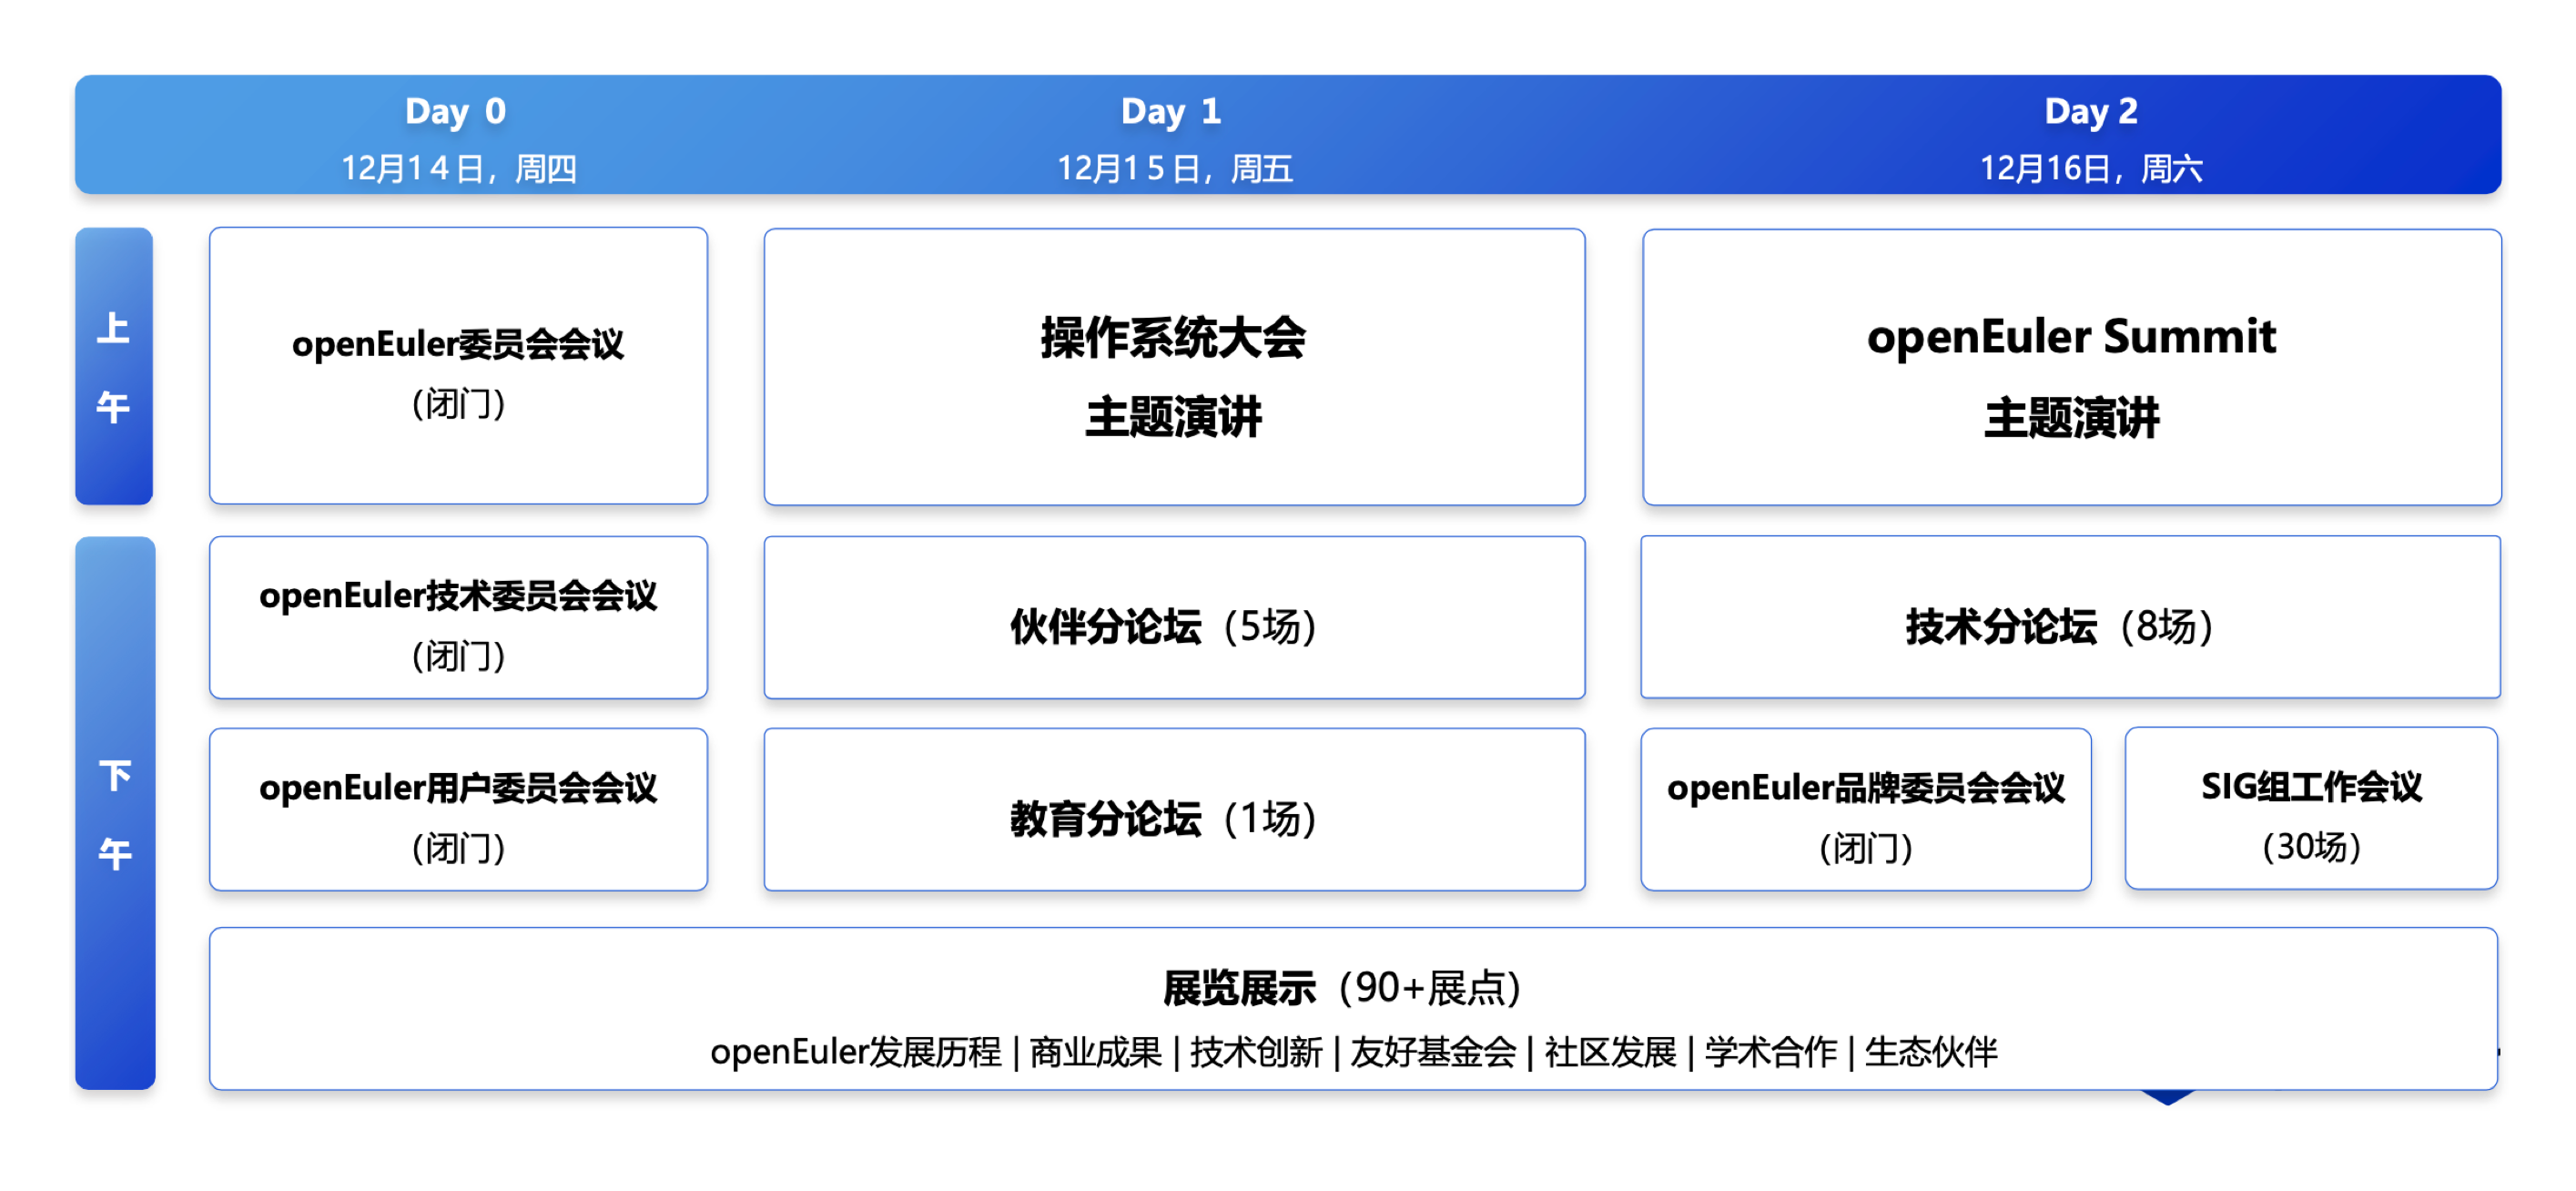 Day 0
12月14日，周四
Day 1
12月15日，周五
Day 2
12月16日，周六
上午
openEuler委员会会议
（闭门）
操作系统大会
主题演讲
openEuler Summit
主题演讲
下午
openEuler技术委员会会议
（闭门）
伙伴分论坛（5场）
技术分论坛（8场）
openEuler用户委员会会议
（闭门）
教育分论坛（1场）
openEuler品牌委员会会议
（闭门）
SIG组工作会议
（30场）
展览展示（90+展点）
openEuler发展历程 | 商业成果 | 技术创新 | 友好基金会 | 社区发展 | 学术合作 | 生态伙伴